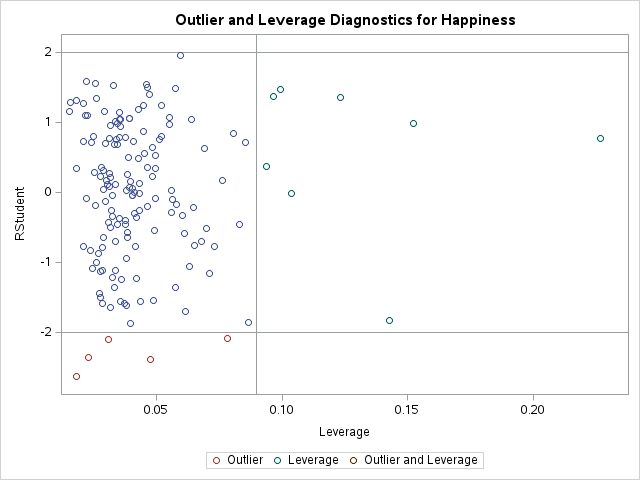 Outlier and Leverage Diagnostics for Happiness
2
1
0
-1
-2
RStudent
0.05 0.10 0.15 0.20
Leverage
Outlier Leverage Outlier and Leverage